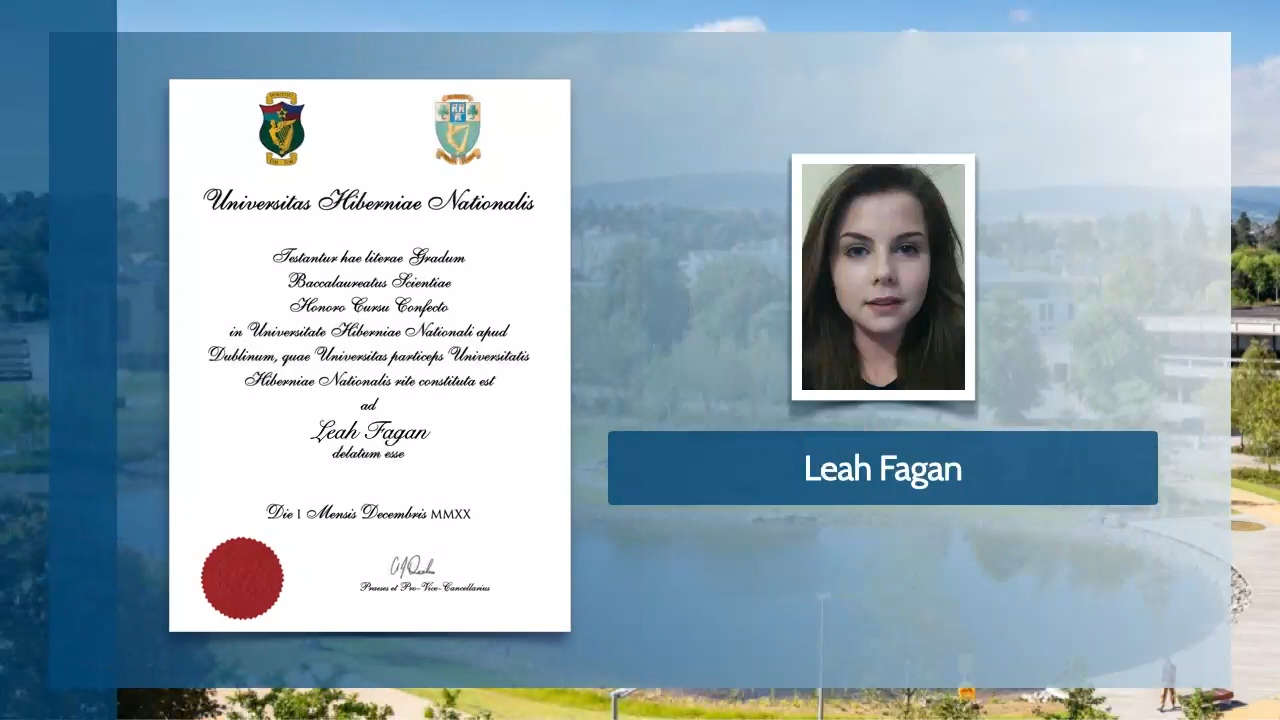 Universitas Hiberniae Nationalis
Testantur hae literae Gradum
Baccalaureatus Scientiae
Honoro Cursu Confecto
in Universitate Hiberniae Nationali apud
Dublinum, quae Universitas particeps Universitatis
Hiberniae Nationalis rite constituta est
ad
Leah Fagan
delatum esse
Die 1 Mensis Decembris MMXX
Praeses et Pro-Vice-Cancellarius
Leah Fagan